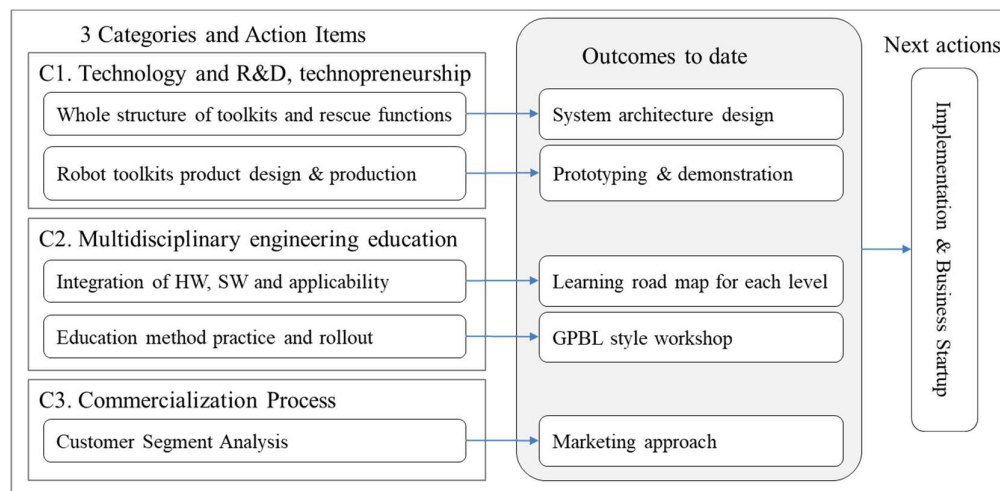 3 Categories and Action Items
C1. Technology and R&D, technopreneurship
Whole structure of toolkits and rescue functions
Robot toolkits product design & production
C2. Multidisciplinary engineering education
Integration of HW, SW and applicability
Education method practice and rollout
C3. Commercialization Process
Customer Segment Analysis
Outcomes to date
System architecture design
Prototyping & demonstration
Learning road map for each level
GPBL style workshop
Marketing approach
Next actions
Implementation & Business Startup